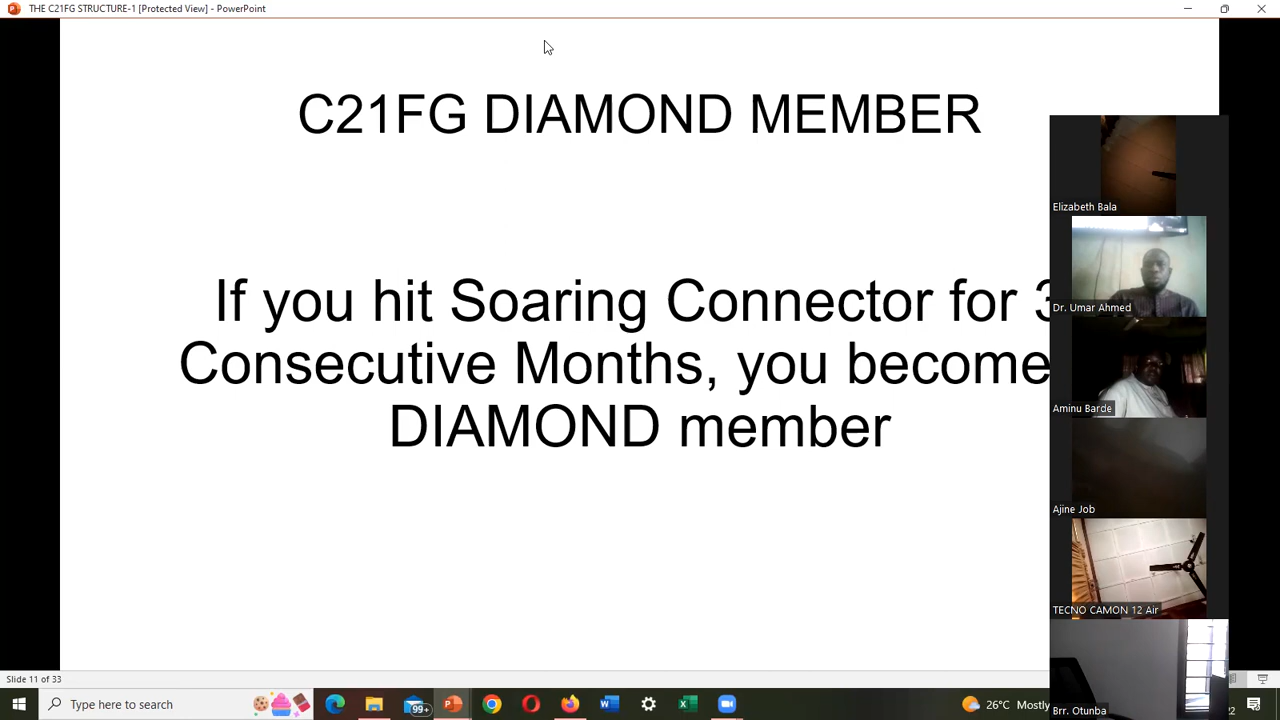 THE C21FG STRUCTURE-1 [Protected View] - PowerPoint
C21FG DIAMOND MEMBER
If you hit Soaring Connector for 3
Consecutive Months, you become
DIAMOND member
Elizabeth Bala
Dr. Umar Ahmed
Aminu Barde
Ajine Job
TECNO CAMON 12 Air
Brr. Otunba
Slide 11 of 33
Type here to search
99+
26°C Mostly